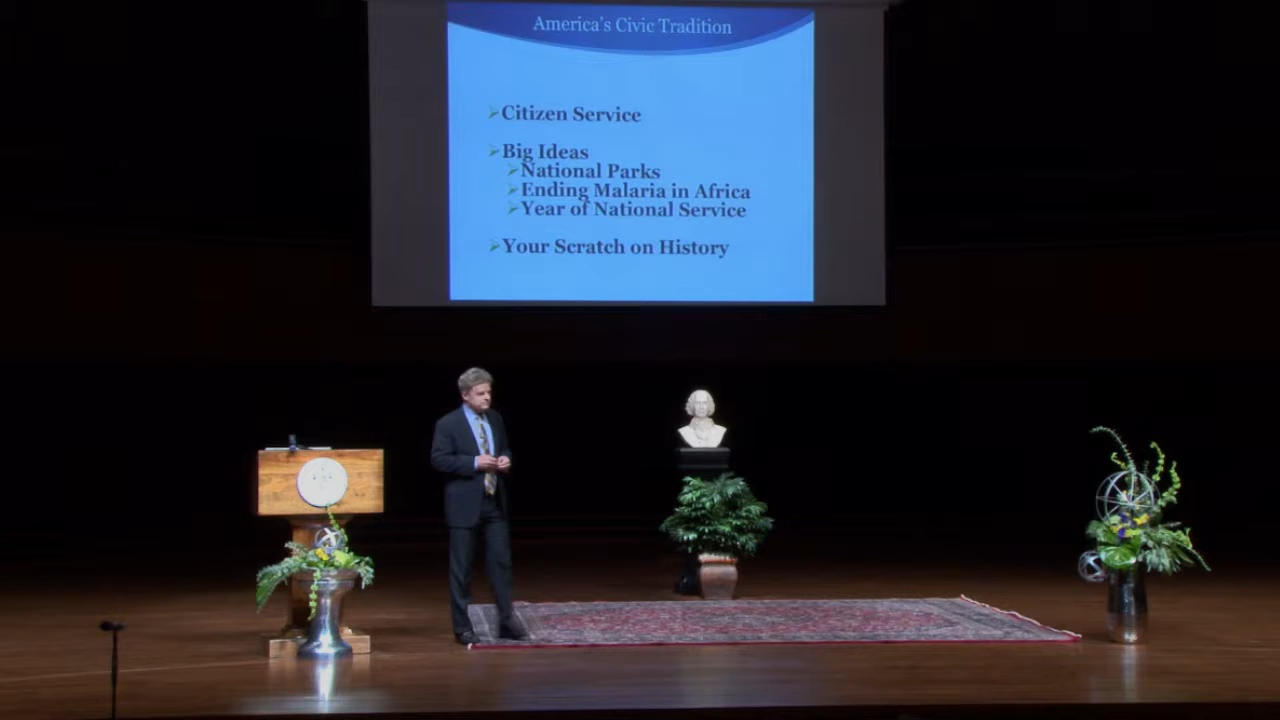 America's Civic Tradition
Citizen Service
Big Ideas
National Parks
Ending Malaria in Africa
Year of National Service
Your Scratch on History